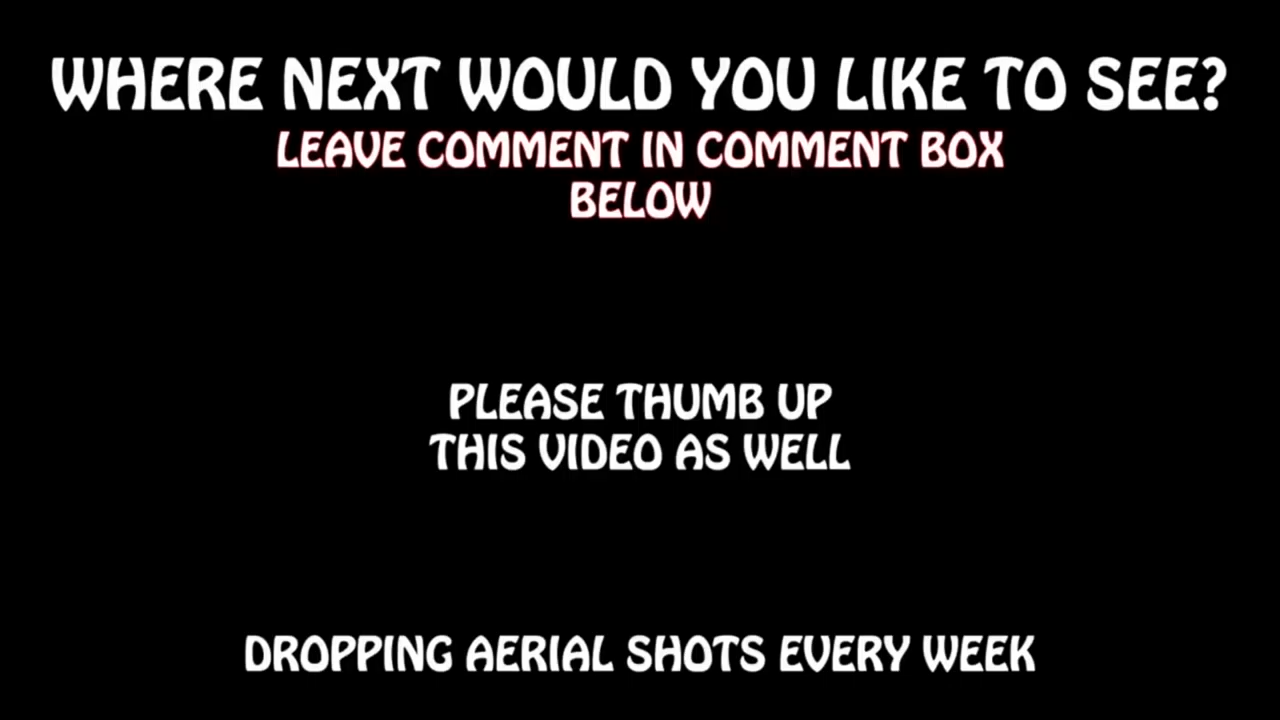 WHERE NEXT WOULD YOU LIKE TO SEE?
LEAVE COMMENT IN COMMENT BOX
BELOW
PLEASE THUMB UP
THIS VIDEO AS WELL
DROPPING AERIAL SHOTS EVERY WEEK